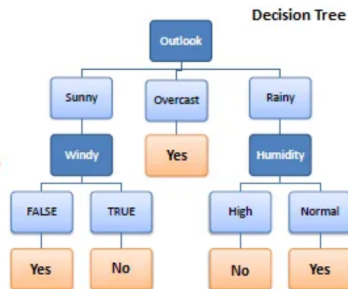 Decision Tree
Outlook
Sunny
Overcast
Rainy
Windy
Yes
Humidity
FALSE
TRUE
High
Normal
Yes
No
No
Yes